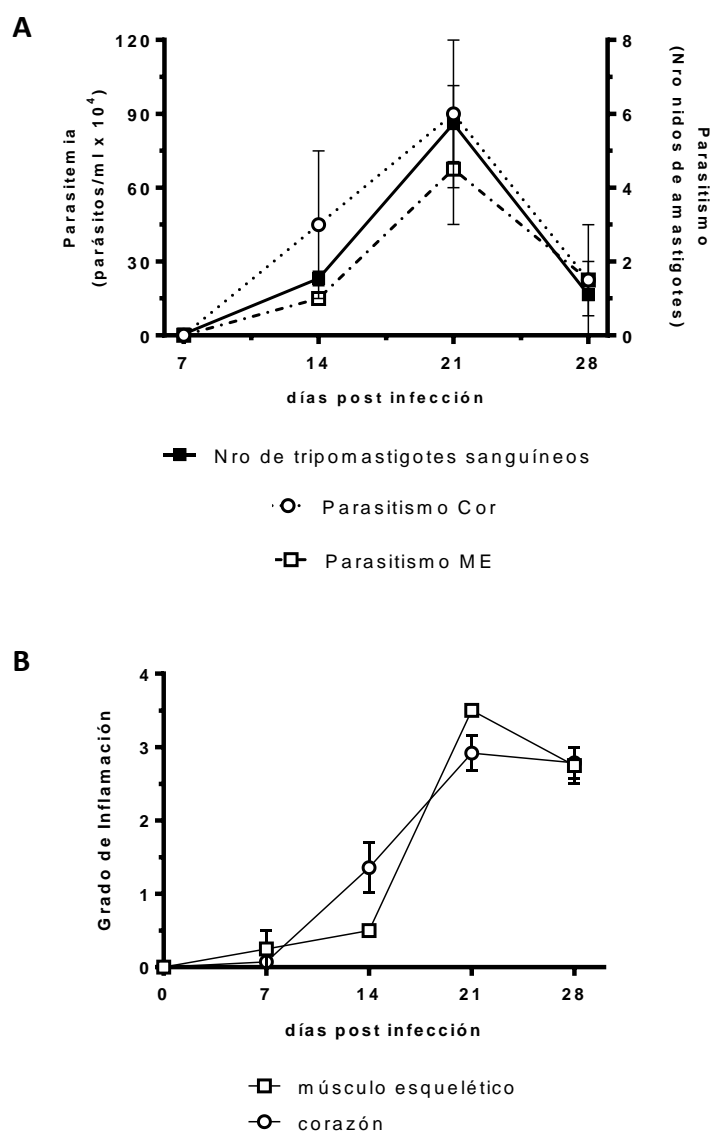 A
120
90
60
30
0
8
6
4
2
0
Parasitemia
(parásitos/ml x 10⁴)
Parasitismo
(Nro nidos de amastigotes)
7 14 21 28
días post infección
Nro de tripomastigotes sanguíneos
Parasitismo Cor
Parasitismo ME
B
4
3
2
1
0
Grado de Inflamación
0 7 14 21 28
días post infección
músculo esquelético
corazón